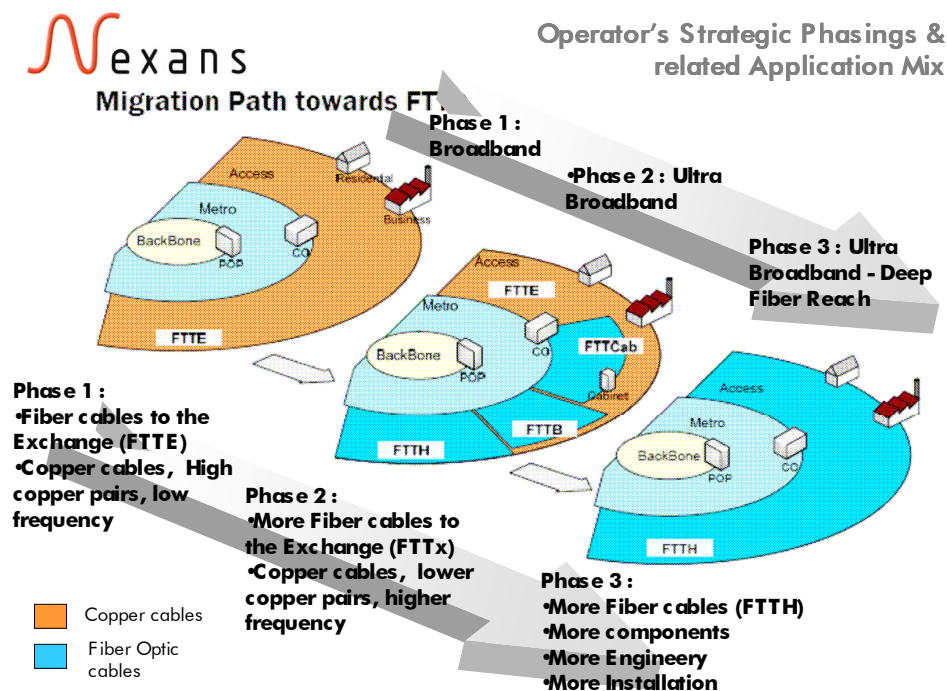 Nexans
Operator's Strategic Phasings &
related Application Mix
Migration Path towards
Phase 1 :
Broadband
•Phase 2 : Ultra
Broadband
Phase 3 : Ultra
Broadband - Deep
Fiber Reach
Access
Residental
Metro
Business
BackBone
CO
POP
FTTE
Access
FTTE
Metro
CO
FTTCab
BackBone
POP
Cabinet
FTTB
FTTH
Access
Metro
CO
BackBone
POP
FTTH
Phase 1 :
•Fiber cables to the
Exchange (FTTE)
•Copper cables, High
copper pairs, low
frequency
Phase 2 :
•More Fiber cables to
the Exchange (FTTx)
•Copper cables, lower
copper pairs, higher
frequency
Phase 3 :
•More Fiber cables (FTTH)
•More components
•More Engineery
•More Installation
Copper cables
Fiber Optic
cables